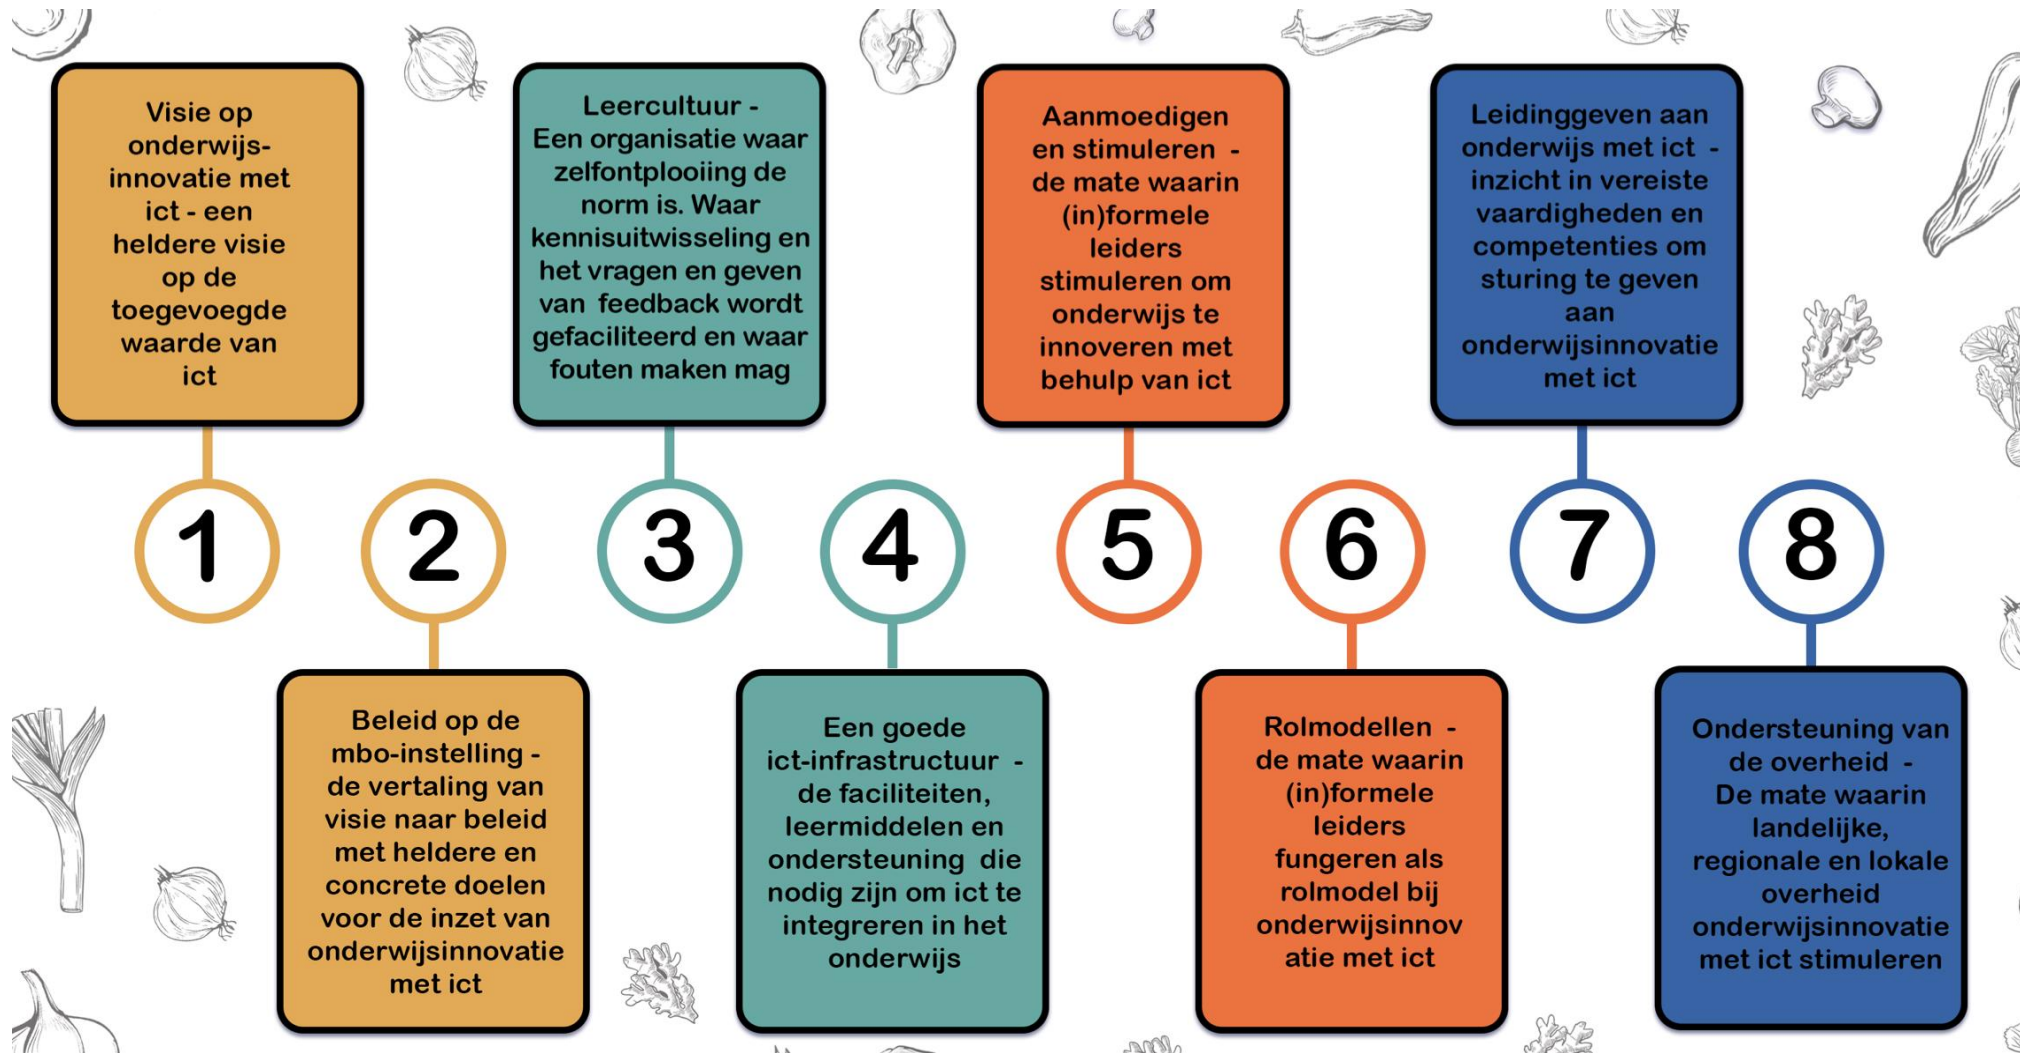 Visie op
onderwijs-
innovatie met
ict - een
heldere visie
op de
toegevoegde
waarde van
ict
1
Beleid op de
mbo-instelling -
de vertaling van
visie naar beleid
met heldere en
concrete doelen
voor de inzet van
onderwijsinnovatie
met ict
2
Leercultuur -
Een organisatie waar
zelfontplooiing de
norm is. Waar
kennisuitwisseling en
het vragen en geven
van feedback wordt
gefaciliteerd en waar
fouten maken mag
3
Een goede
ict-infrastructuur -
de faciliteiten,
leermiddelen en
ondersteuning die
nodig zijn om ict te
integreren in het
onderwijs
4
Aanmoedigen
en stimuleren -
de mate waarin
(in)formele
leiders
stimuleren om
onderwijs te
innoveren met
behulp van ict
5
Rolmodellen -
de mate waarin
(in)formele
leiders
fungeren als
rolmodel bij
onderwijsinnov
atie met ict
6
Leidinggeven aan
onderwijs met ict -
inzicht in vereiste
vaardigheden en
competenties om
sturing te geven
aan
onderwijsinnovatie
met ict
7
Ondersteuning van
de overheid -
De mate waarin
landelijke,
regionale en lokale
overheid
onderwijsinnovatie
met ict stimuleren
8